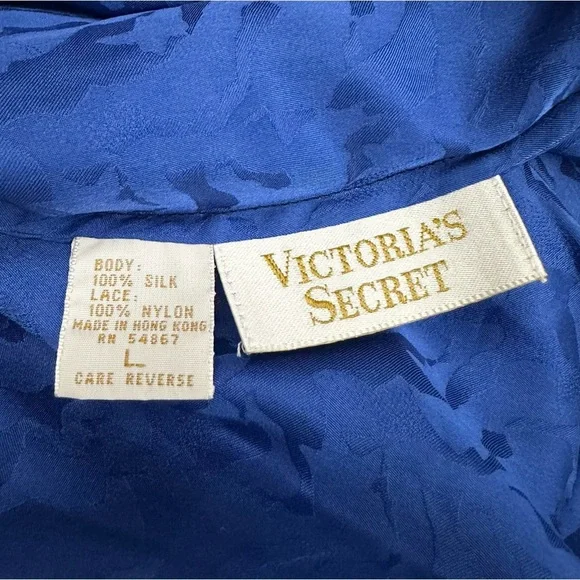 BODY:
100% SILK
LACE:
100% NYLON
MADE IN HONG KONG
RN 54867
L
CARE REVERSE
VICTORIA'S
SECRET